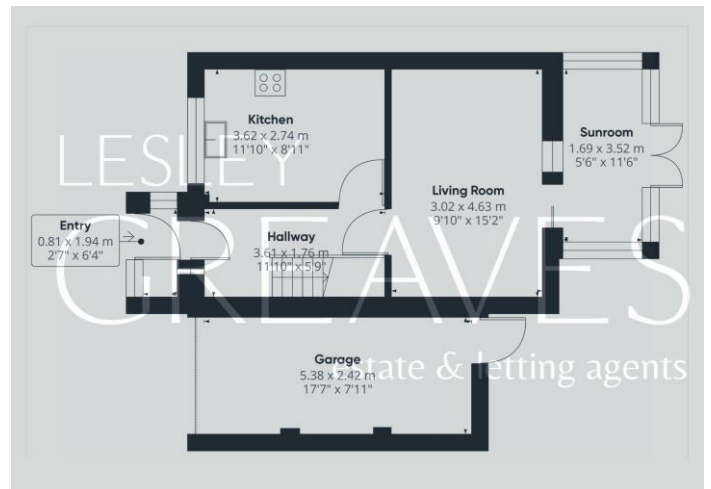 Kitchen
3.62 x 2.74 m
11'10" x 8'11"
LESLEY
Sunroom
1.69 x 3.52 m
5'6" x 11'6"
Living Room
3.02 x 4.63 m
9'10" x 15'2"
Entry
0.81 x 1.94 m
2'7" x 6'4"
Hallway
3.61 x 1.76 m
11'10" x 5'9"
GREAVES
Garage
5.38 x 2.42 m
17'7" x 7'11"
estate & letting agents